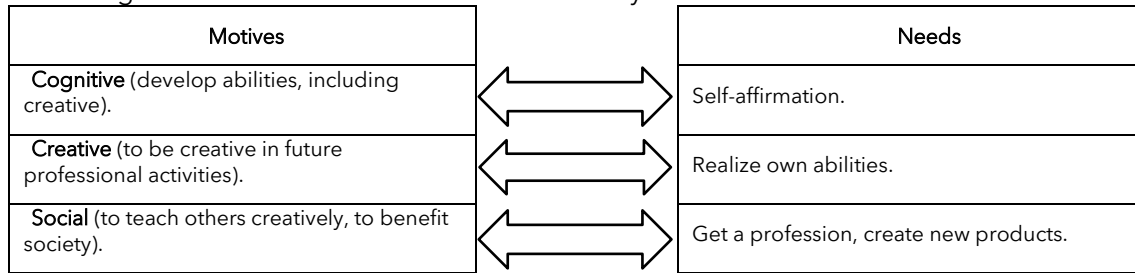 Motives
Needs
Cognitive (develop abilities, including
creative).
Self-affirmation.
Creative (to be creative in future
professional activities).
Realize own abilities.
Social (to teach others creatively, to benefit
society).
Get a profession, create new products.